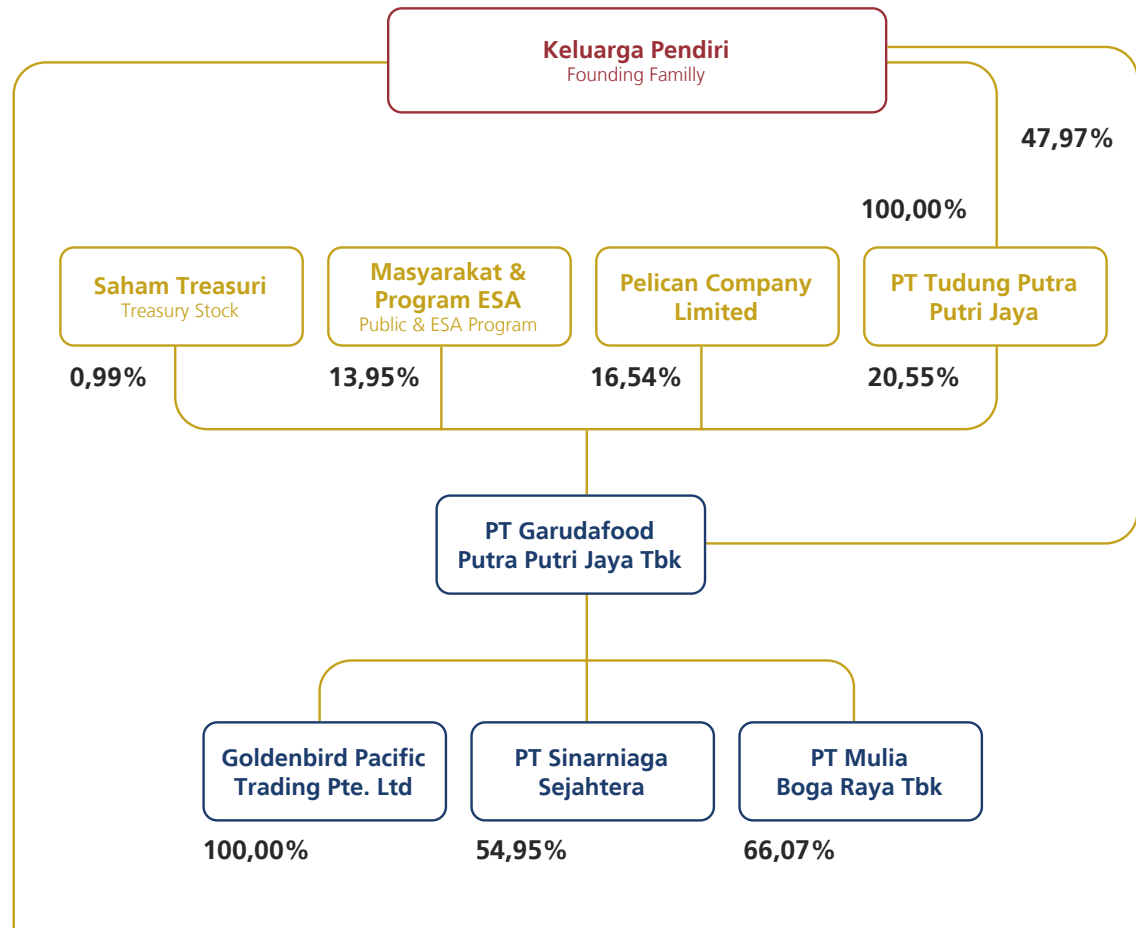 Keluarga Pendiri
Founding Familly
47,97%
100,00%
Saham Treasuri
Treasury Stock
Masyarakat &
Program ESA
Public & ESA Program
Pelican Company
Limited
PT Tudung Putra
Putri Jaya
0,99%
13,95%
16,54%
20,55%
PT Garudafood
Putra Putri Jaya Tbk
Goldenbird Pacific
Trading Pte. Ltd
PT Sinarniaga
Sejahtera
PT Mulia
Boga Raya Tbk
100,00%
54,95%
66,07%